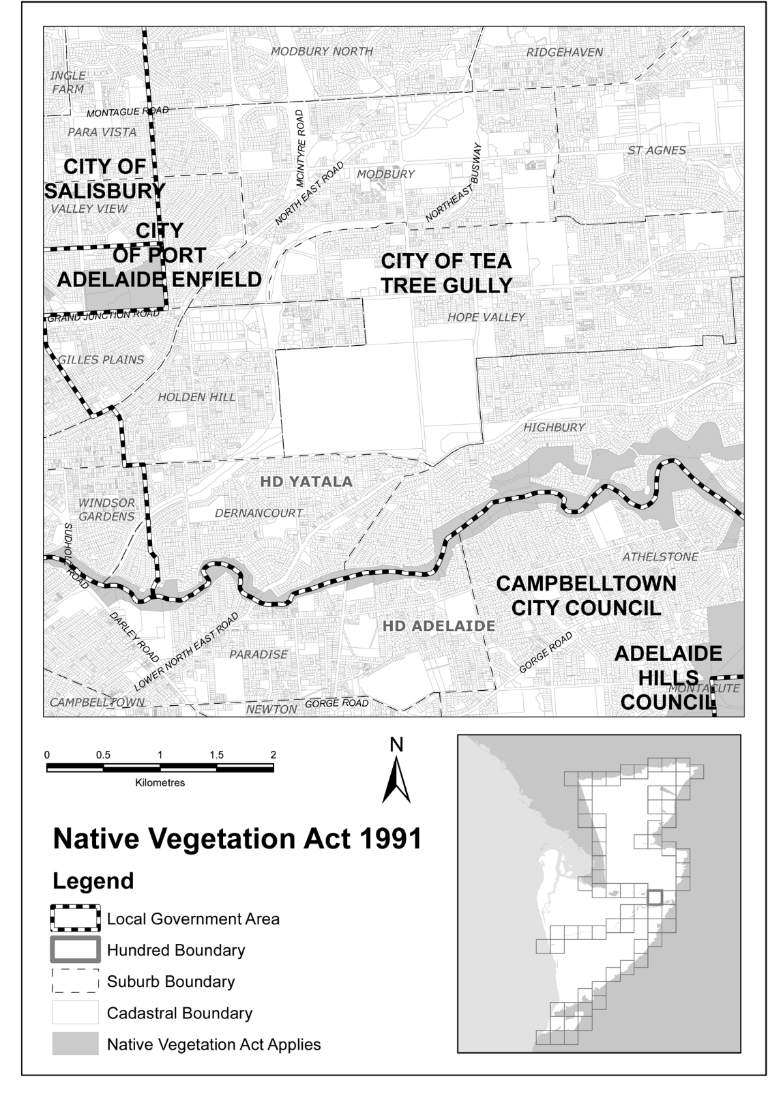 MODBURY NORTH
RIDGEHAVEN
INGLE
FARM
MONTAGUE ROAD
PARA VISTA
MCINTYRE ROAD
ST AGNES
CITY OF
SALISBURY
VALLEY VIEW
MODBURY
NORTH EAST ROAD
NORTHEAST BUSWAY
CITY
OF PORT
ADELAIDE ENFIELD
CITY OF TEA
TREE GULLY
GRAND JUNCTION ROAD
HOPE VALLEY
GILLES PLAINS
HOLDEN HILL
HIGHBURY
HD YATALA
WINDSOR
GARDENS
DERNANCOURT
SUDHOLZ
ROAD
ATHELSTONE
CAMPBELLTOWN
CITY COUNCIL
HD ADELAIDE
DARLEY ROAD
LOWER NORTH EAST ROAD
PARADISE
GORGE ROAD
ADELAIDE
HILLS
COUNCIL
MONTACUTE
CAMPBELLTOWN
NEWTON
GORGE ROAD
0 0.5 1 1.5 2
Kilometres
N
Native Vegetation Act 1991
Legend
Local Government Area
Hundred Boundary
Suburb Boundary
Cadastral Boundary
Native Vegetation Act Applies